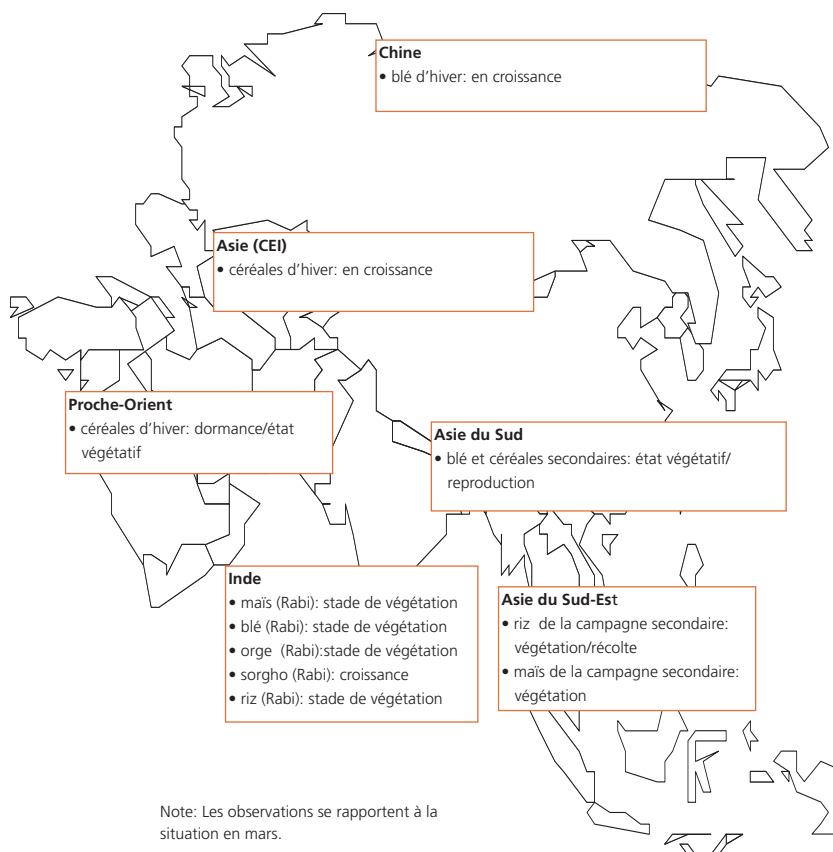 Chine
• blé d'hiver: en croissance
Asie (CEI)
• céréales d'hiver: en croissance
Proche-Orient
• céréales d'hiver: dormance/état
végétatif
Asie du Sud
• blé et céréales secondaires: état végétatif/
reproduction
Inde
• maïs (Rabi): stade de végétation
• blé (Rabi): stade de végétation
• orge (Rabi):stade de végétation
• sorgho (Rabi): croissance
• riz (Rabi): stade de végétation
Asie du Sud-Est
• riz de la campagne secondaire:
végétation/récolte
• maïs de la campagne secondaire:
végétation
Note: Les observations se rapportent à la
situation en mars.